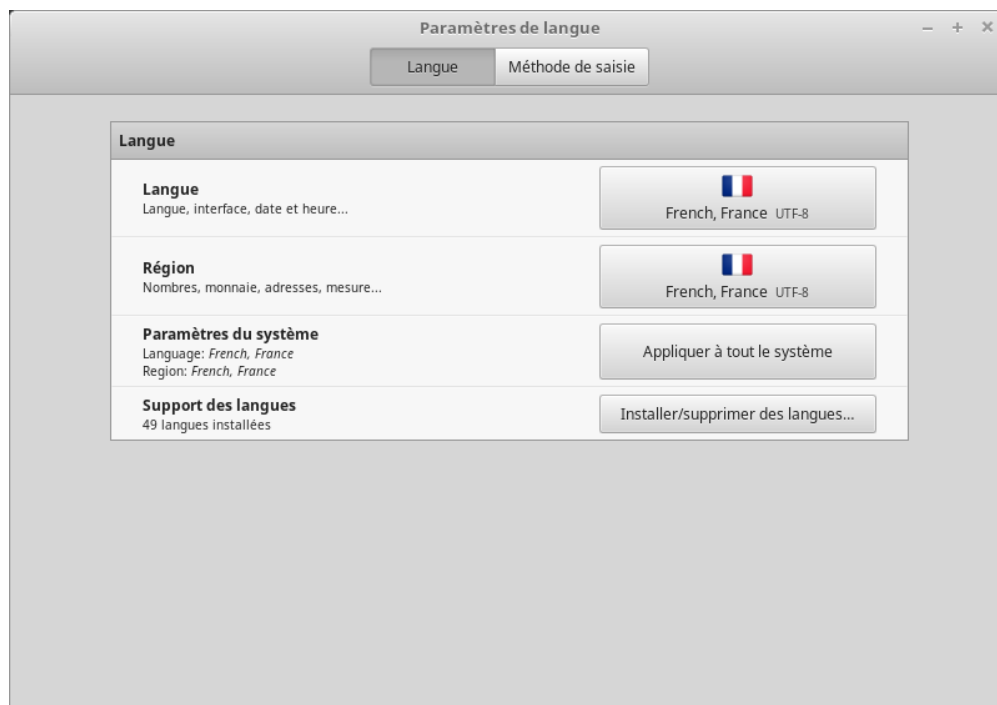 Paramètres de langue
Langue
Méthode de saisie
Langue
Langue
Langue, interface, date et heure...
French, France UTF-8
Région
Nombres, monnaie, adresses, mesure...
French, France UTF-8
Paramètres du système
Language: French, France
Region: French, France
Appliquer à tout le système
Support des langues
49 langues installées
Installer/supprimer des langues...